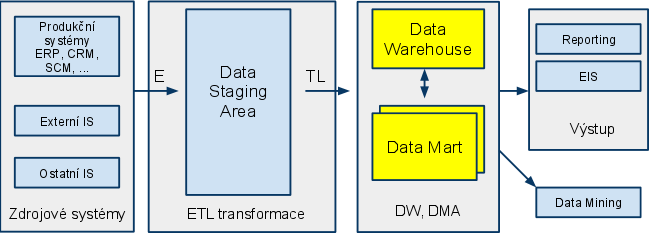 Produkční
systémy
ERP, CRM,
SCM, ...
Externí IS
Ostatní IS
Zdrojové systémy
E
Data
Staging
Area
ETL transformace
TL
Data
Warehouse
Data Mart
DW, DMA
Reporting
EIS
Výstup
Data Mining